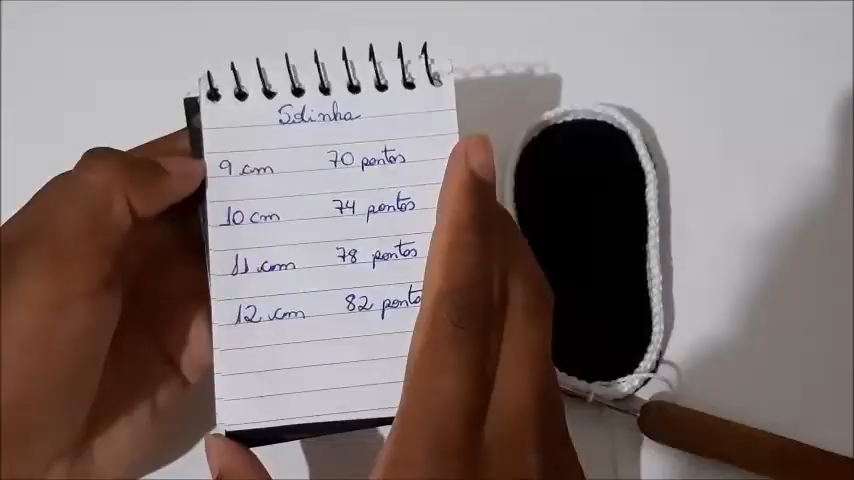 Solinha
9 cm 70 pontos
10 cm 74 pontos
11 cm 78 pontos
12 cm 82 pontos